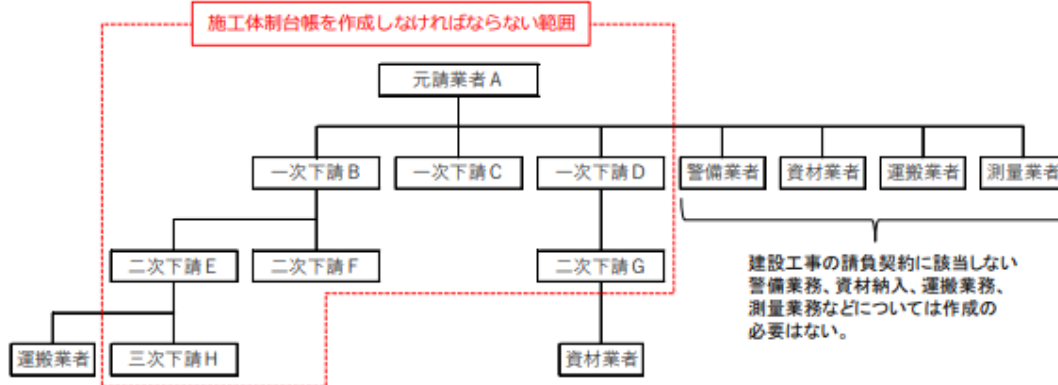 施工体制台帳を作成しなければならない範囲
元請業者A
一次下請B
一次下請C
一次下請D
警備業者
資材業者
運搬業者
測量業者
二次下請E
二次下請F
二次下請G
建設工事の請負契約に該当しない
警備業務、資材納入、運搬業務、
測量業務などについては作成の
必要はない。
運搬業者
三次下請H
資材業者